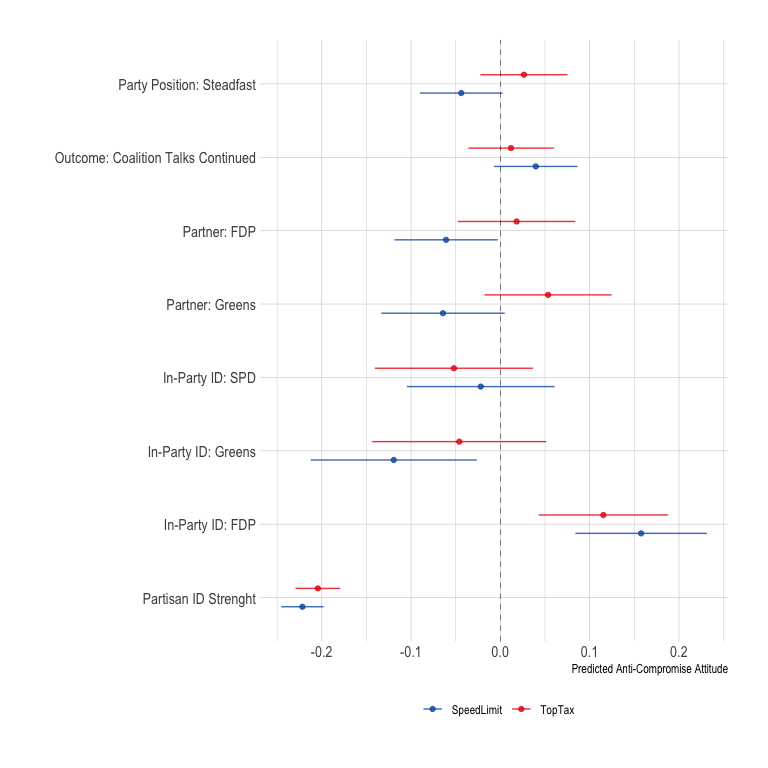 Party Position: Steadfast
Outcome: Coalition Talks Continued
Partner: FDP
Partner: Greens
In-Party ID: SPD
In-Party ID: Greens
In-Party ID: FDP
Partisan ID Strenght
-0.2 -0.1 0.0 0.1 0.2
Predicted Anti-Compromise Attitude
SpeedLimit TopTax